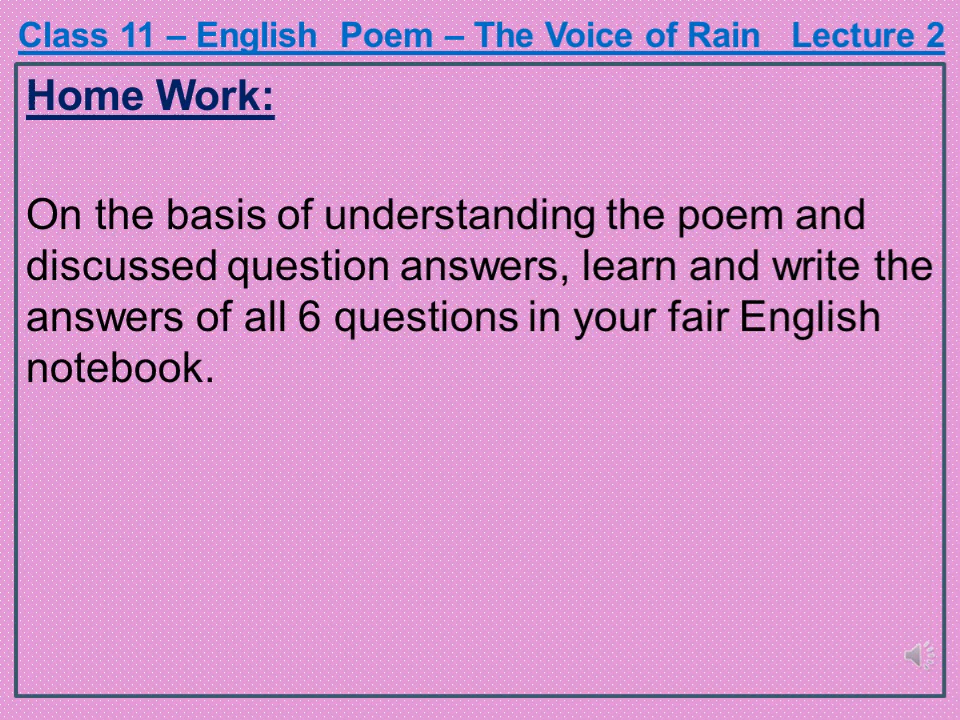 Class 11 – English  Poem – The Voice of Rain   Lecture 2
Home Work:
On the basis of understanding the poem and
discussed question answers, learn and write the
answers of all 6 questions in your fair English
notebook.